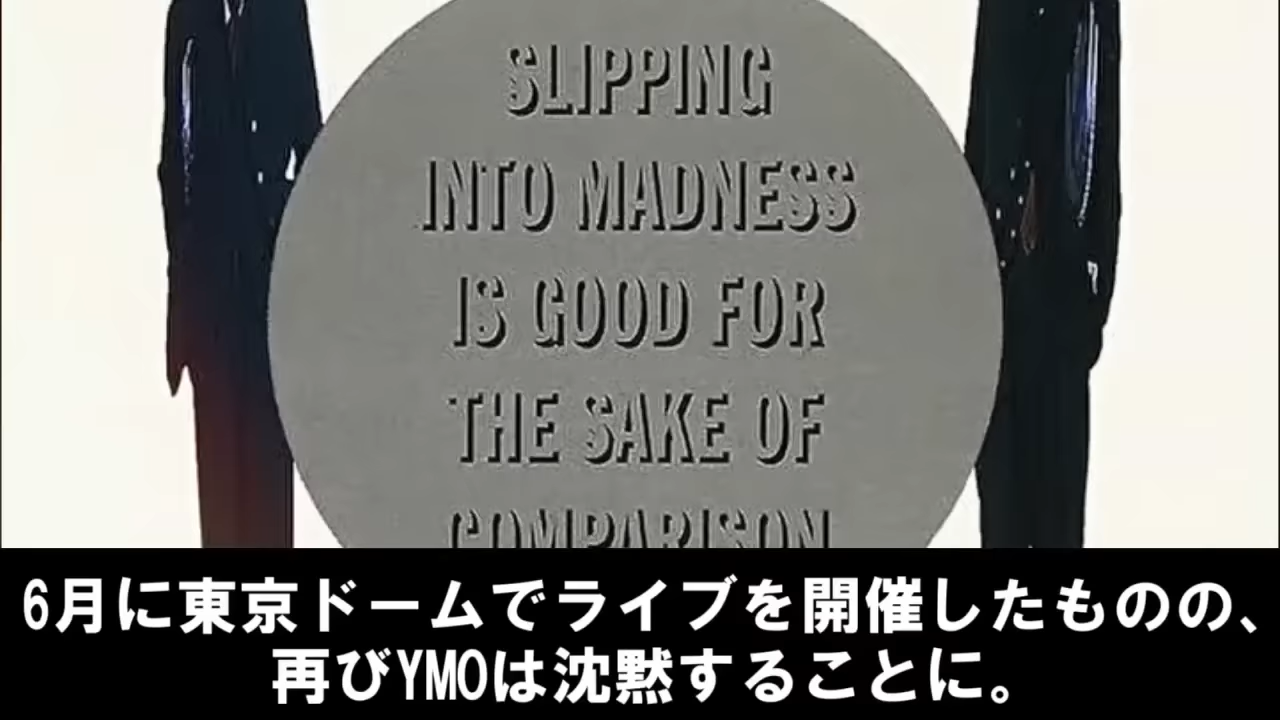 SLIPPING
INTO MADNESS
IS GOOD FOR
THE SAKE OF
COMPARISON
6月に東京ドームでライブを開催したものの、
再びYMOは沈黙することに。